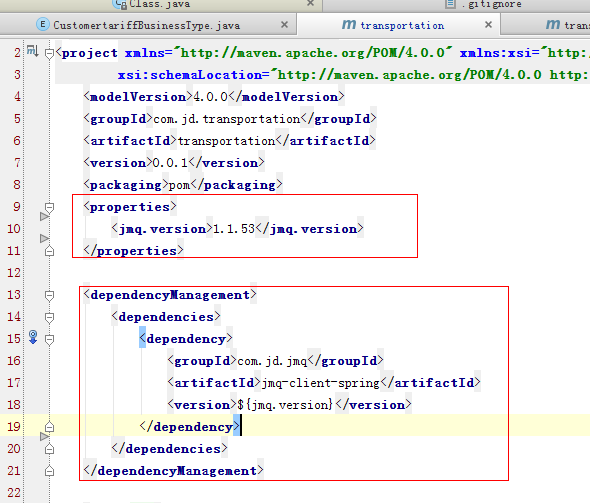 Class.java
.gitignore
CustomertariffBusinessType.java
transportation
tr
2 <project xmlns="http://maven.apache.org/POM/4.0.0" xmlns:xsi="http:
3 xsi:schemaLocation="http://maven.apache.org/POM/4.0.0 http:
4 <modelVersion>4.0.0</modelVersion>
5 <groupId>com.jd.transportation</groupId>
6 <artifactId>transportation</artifactId>
7 <version>0.0.1</version>
8 <packaging>pom</packaging>
9 <properties>
10 <jmq.version>1.1.53</jmq.version>
11 </properties>
12
13 <dependencyManagement>
14 <dependencies>
15 <dependency>
16 <groupId>com.jd.jmq</groupId>
17 <artifactId>jmq-client-spring</artifactId>
18 <version>${jmq.version}</version>
19 </dependency>
20 </dependencies>
21 </dependencyManagement>
22